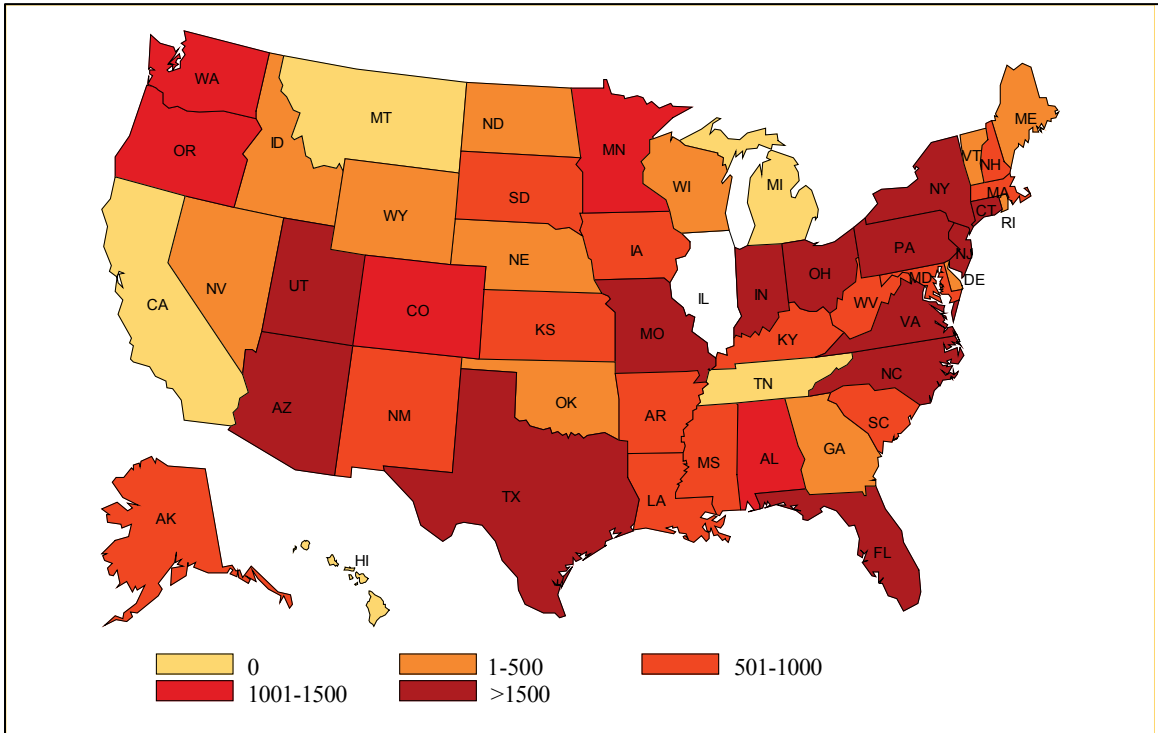 WA
MT
ND
ME
OR
ID
MN
VT
NH
WI
MI
NY
MA
SD
WY
CT
RI
IA
PA
NE
NJ
NV
UT
OH
MD
DE
IL
IN
CA
CO
WV
VA
KS
MO
KY
NC
TN
AZ
OK
NM
AR
SC
GA
MS
AL
TX
LA
AK
FL
HI
0
1-500
501-1000
1001-1500
>1500